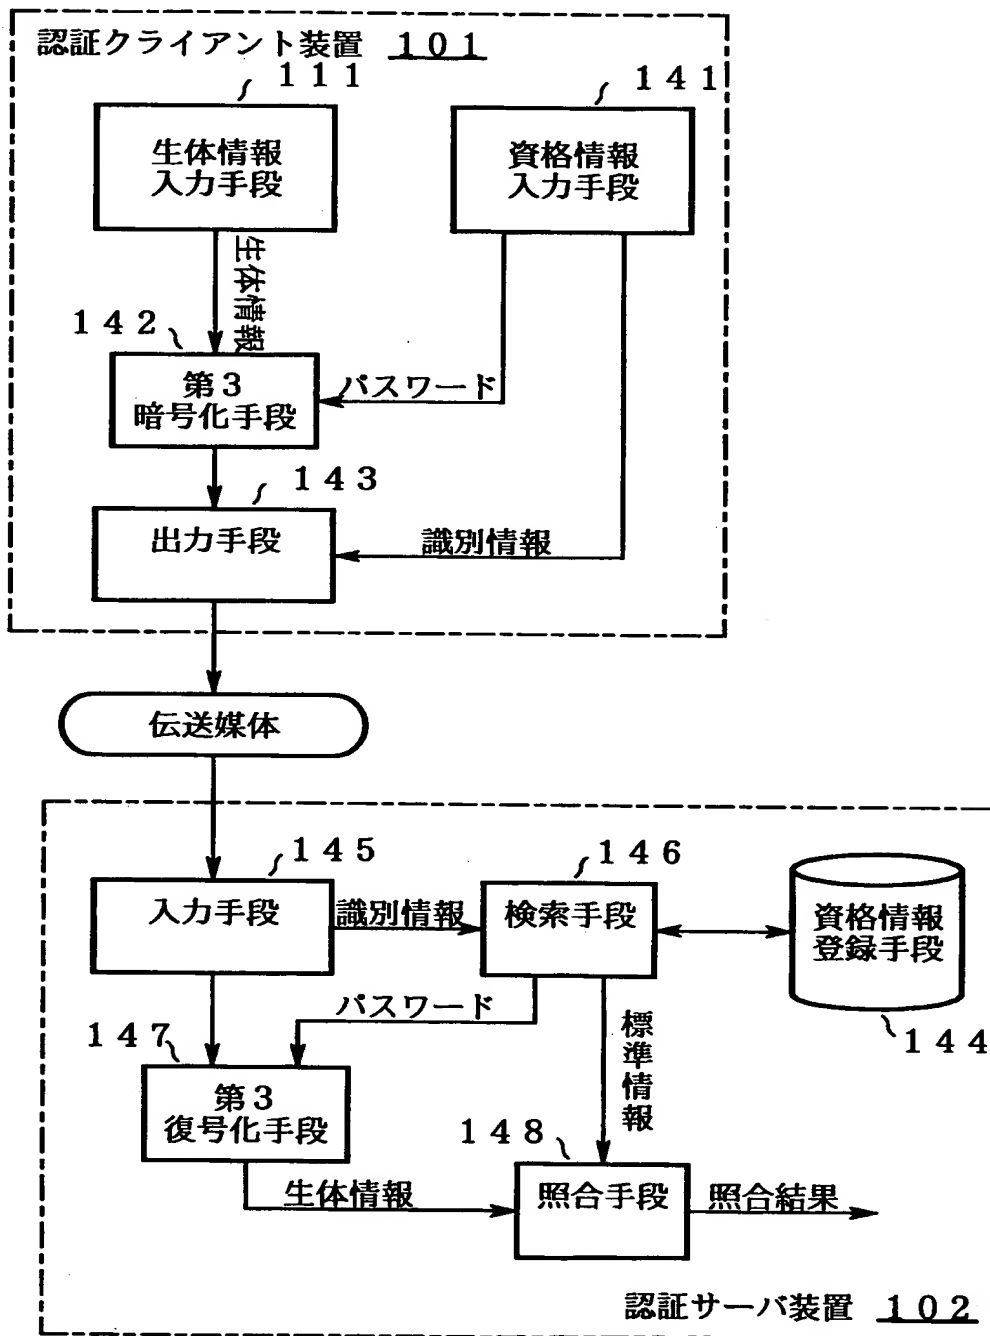 認証クライアント装置 １０１
１１１
１４１
生体情報
入力手段
資格情報
入力手段
生体情報
１４２
パスワード
第３
暗号化手段
１４３
出力手段
識別情報
伝送媒体
１４５
１４６
入力手段
識別情報
検索手段
資格情報
登録手段
パスワード
１４４
１４７
標準情報
第３
復号化手段
１４８
生体情報
照合手段
照合結果
認証サーバ装置 １０２